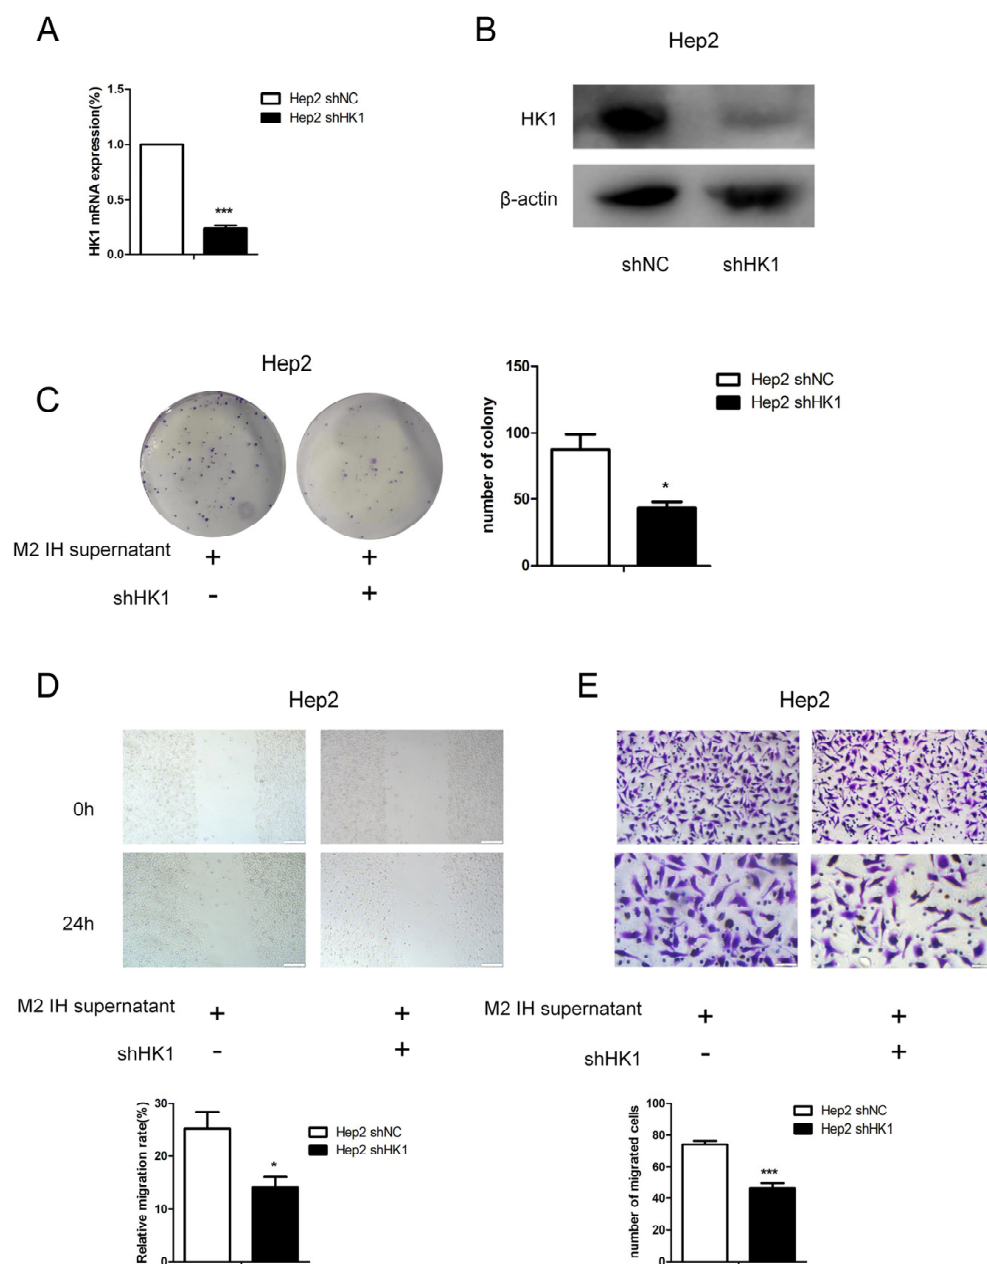 A
HK1 mRNA expression(%)
1.5
1.0
0.5
0.0
***
Hep2 shNC
Hep2 shHK1
B
Hep2
HK1
β-actin
shNC
shHK1
C
Hep2
M2 IH supernatant
+
+
shHK1
-
+
number of colony
150
100
50
0
*
Hep2 shNC
Hep2 shHK1
D
Hep2
0h
24h
M2 IH supernatant
+
+
shHK1
-
+
Relative migration rate(%)
30
20
10
0
*
Hep2 shNC
Hep2 shHK1
E
Hep2
M2 IH supernatant
+
+
shHK1
-
+
number of migrated cells
100
80
60
40
20
0
***
Hep2 shNC
Hep2 shHK1